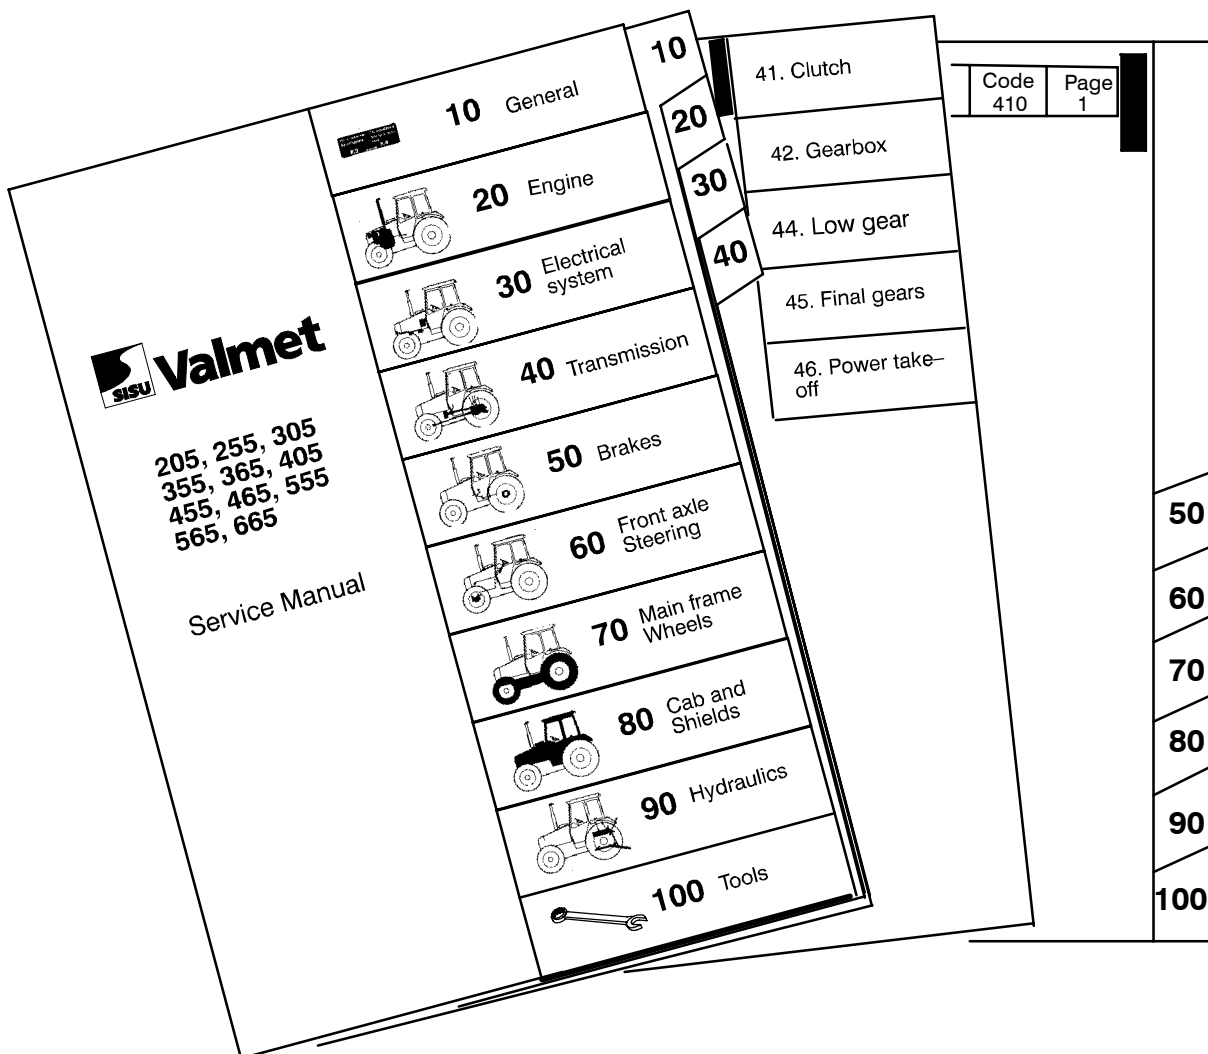 SISU
Valmet
205, 255, 305
355, 365, 405
455, 465, 555
565, 665
Service Manual
10 General
20 Engine
30 Electrical
system
40 Transmission
50 Brakes
60 Front axle
Steering
70 Main frame
Wheels
80 Cab and
Shields
90 Hydraulics
100 Tools
10
20
30
40
41. Clutch
42. Gearbox
44. Low gear
45. Final gears
46. Power take–
off
Code
410
Page
1
50
60
70
80
90
100